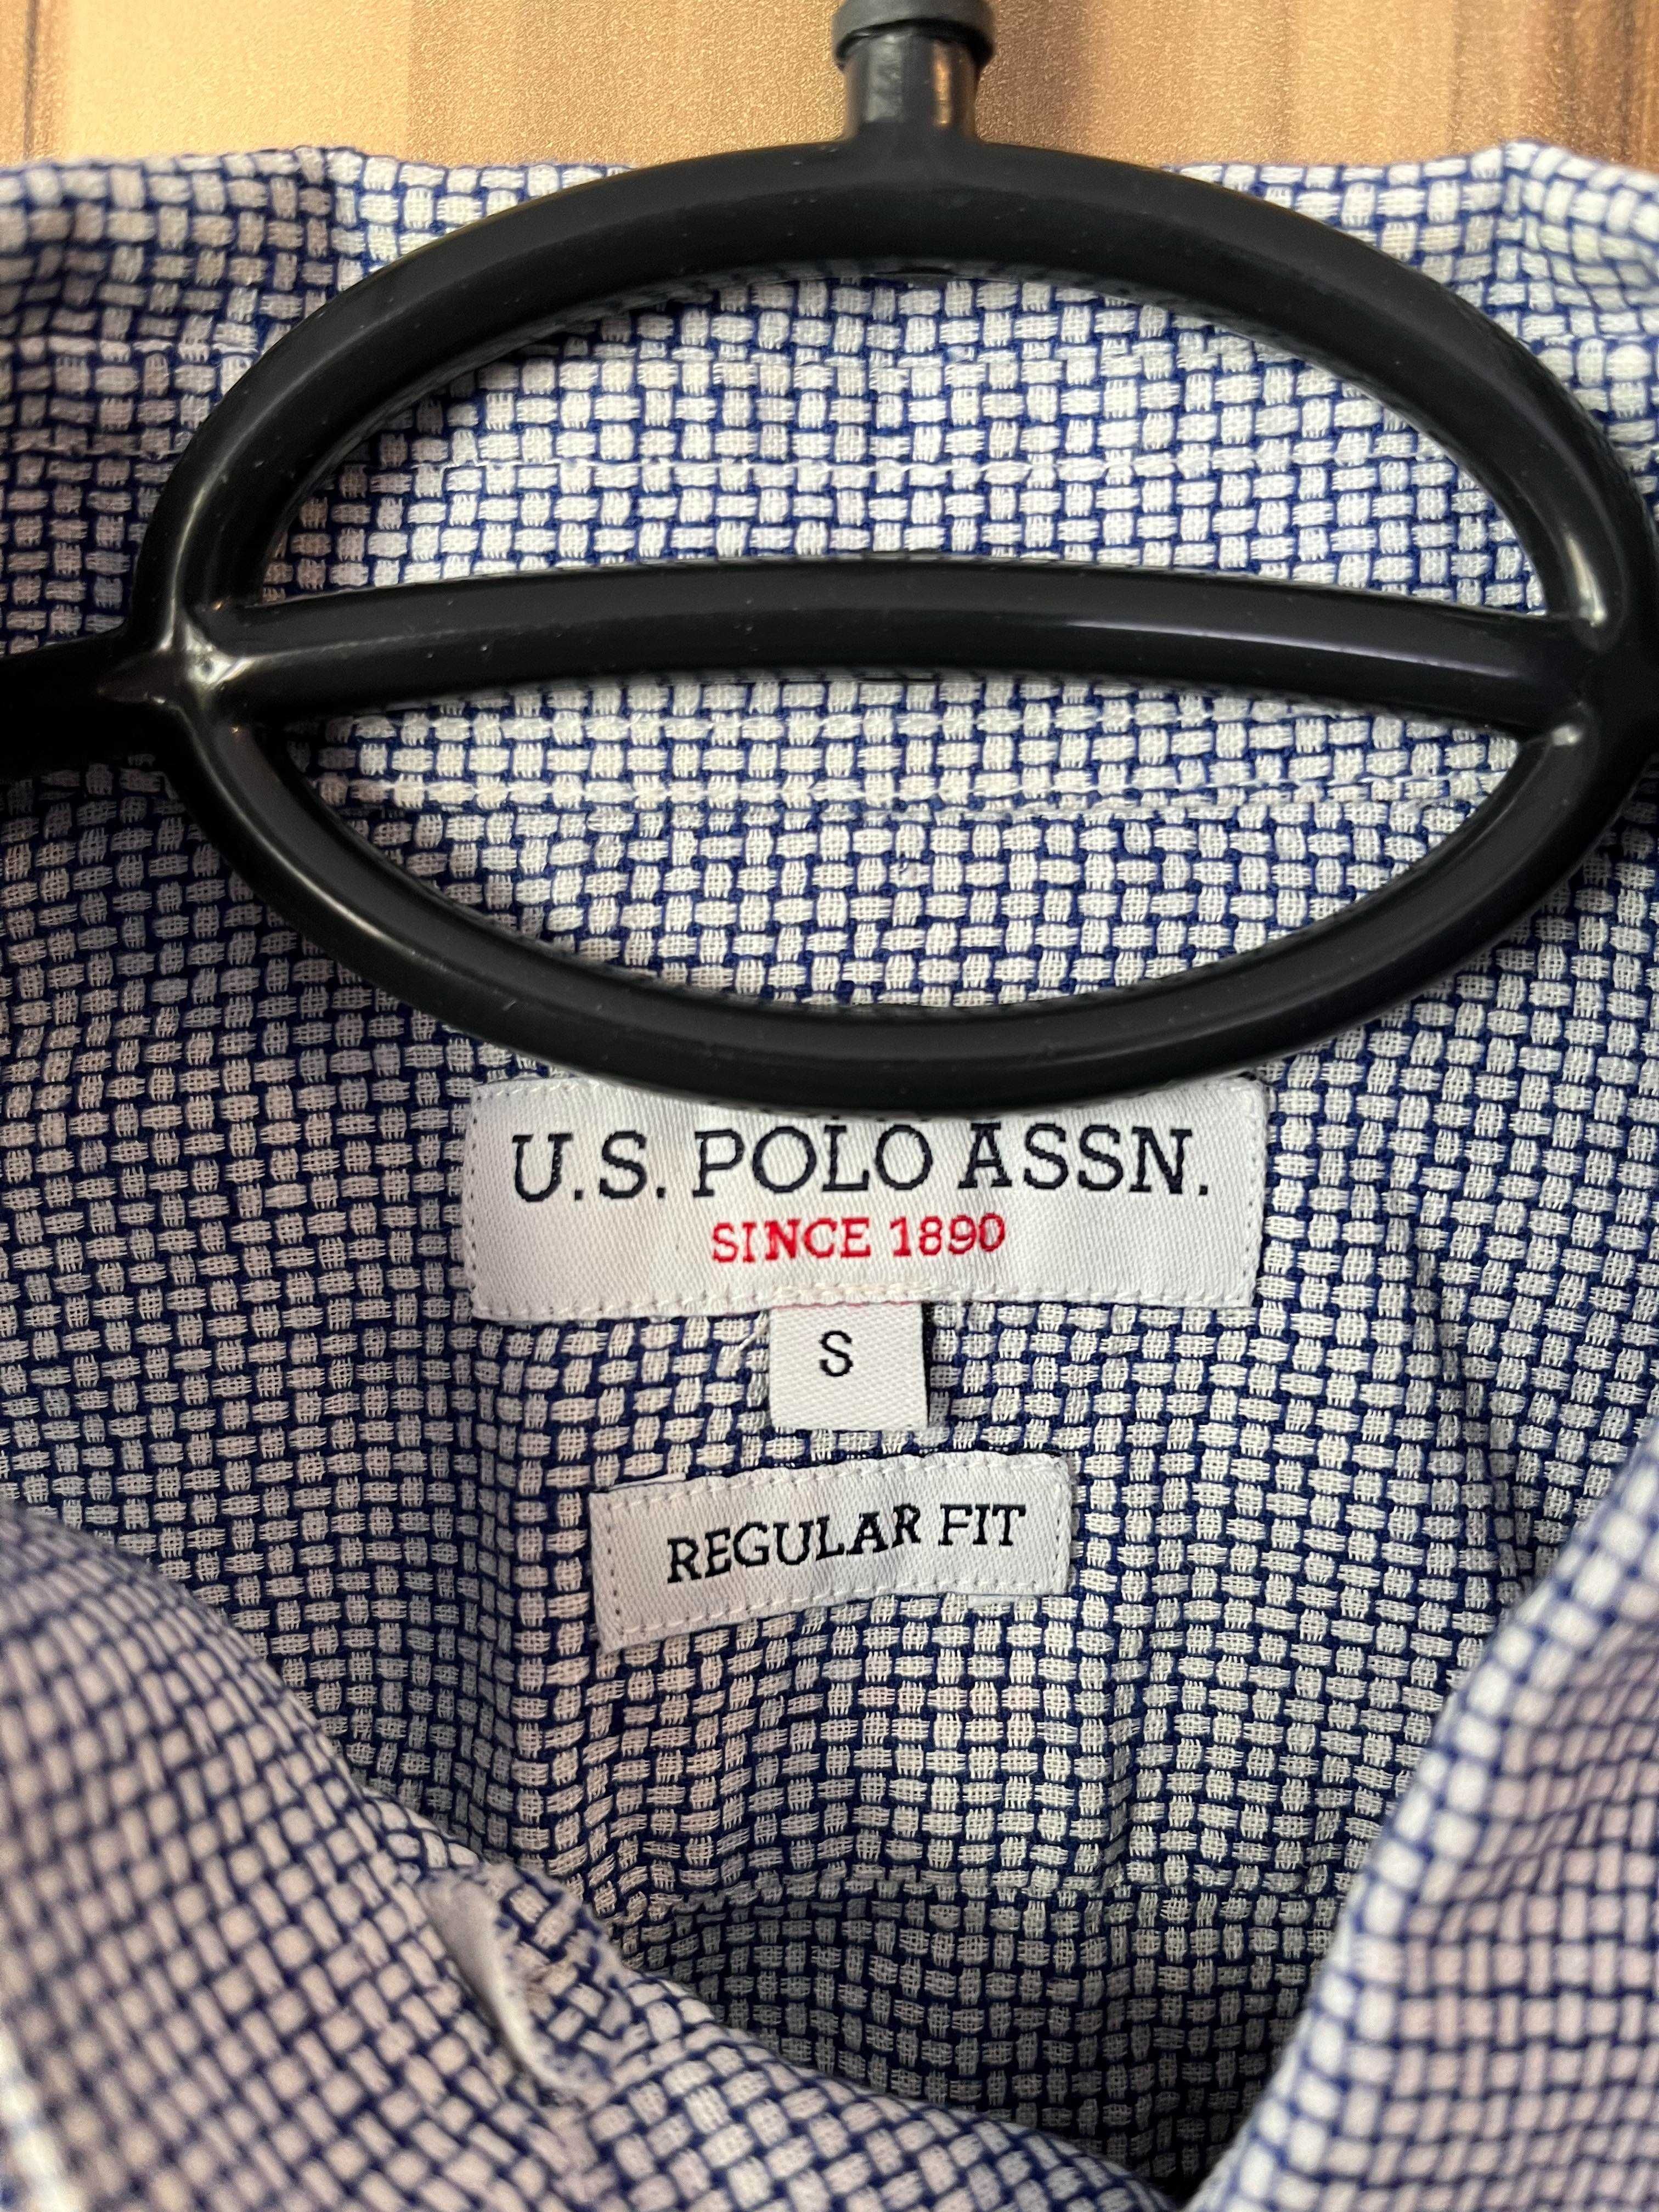 U.S. POLO ASSN.
SINCE 1890
S
REGULAR FIT